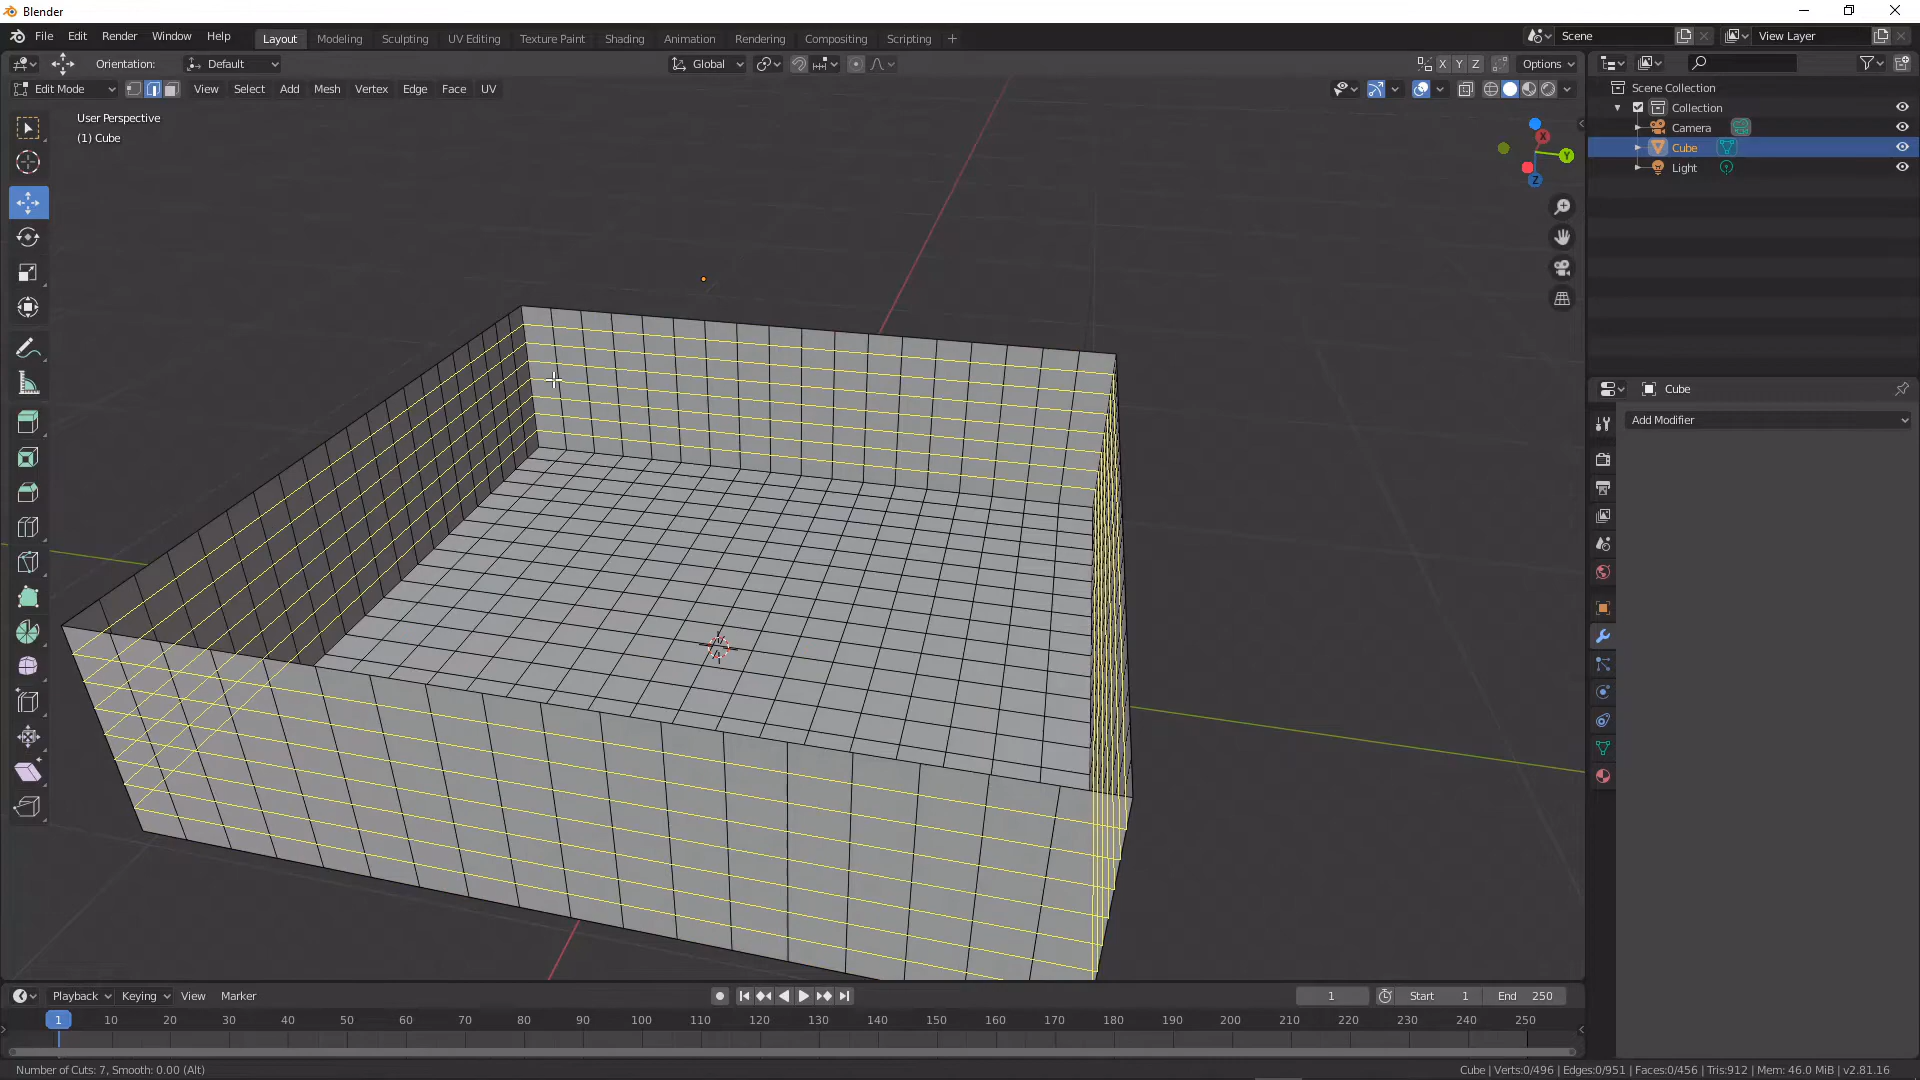 Blender
File Edit Render Window Help
Layout Modeling Sculpting UV Editing Texture Paint Shading Animation Rendering Compositing Scripting +
Scene
View Layer
Orientation: Default
Global
X Y Z
Options
Edit Mode
View Select Add Mesh Vertex Edge Face UV
User Perspective
(1) Cube
X
Y
Z
Scene Collection
Collection
Camera
Cube
Light
Cube
Add Modifier
Playback Keying View Marker
1
Start 1
End 250
1 10 20 30 40 50 60 70 80 90 100 110 120 130 140 150 160 170 180 190 200 210 220 230 240 250
Number of Cuts: 7, Smooth: 0.00 (Alt)
Cube | Verts:0/496 | Edges:0/951 | Faces:0/456 | Tris:912 | Mem: 46.0 MiB | v2.81.16